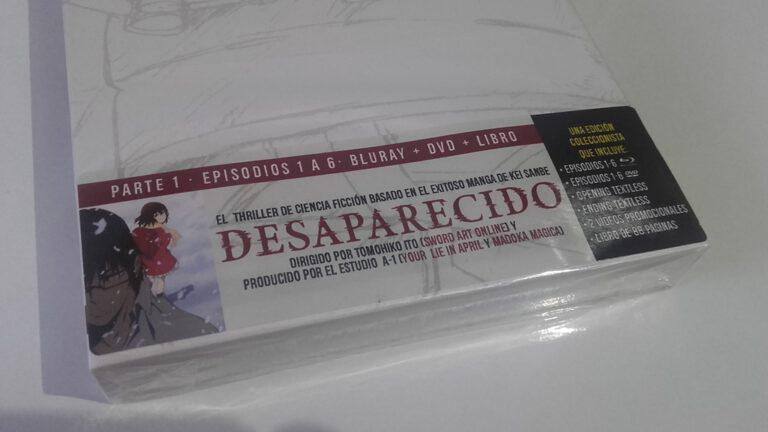 PARTE 1 · EPISODIOS 1 A 6 · BLURAY + DVD + LIBRO
EL THRILLER DE CIENCIA FICCIÓN BASADO EN EL EXITOSO MANGA DE KEI SANBE
DESAPARECIDO
DIRIGIDO POR TOMOHIKO ITO (SWORD ART ONLINE) Y
PRODUCIDO POR EL ESTUDIO A-1 (YOUR LIE IN APRIL Y MADOKA MAGICA)
UNA EDICIÓN
COLECCIONISTA
QUE INCLUYE:
· EPISODIOS 1-6
· EPISODIOS 1-6 DVD
· OPENING TEXTLESS
· ENDING TEXTLESS
· 2 VIDEOS PROMOCIONALES
· LIBRO DE 88 PÁGINAS